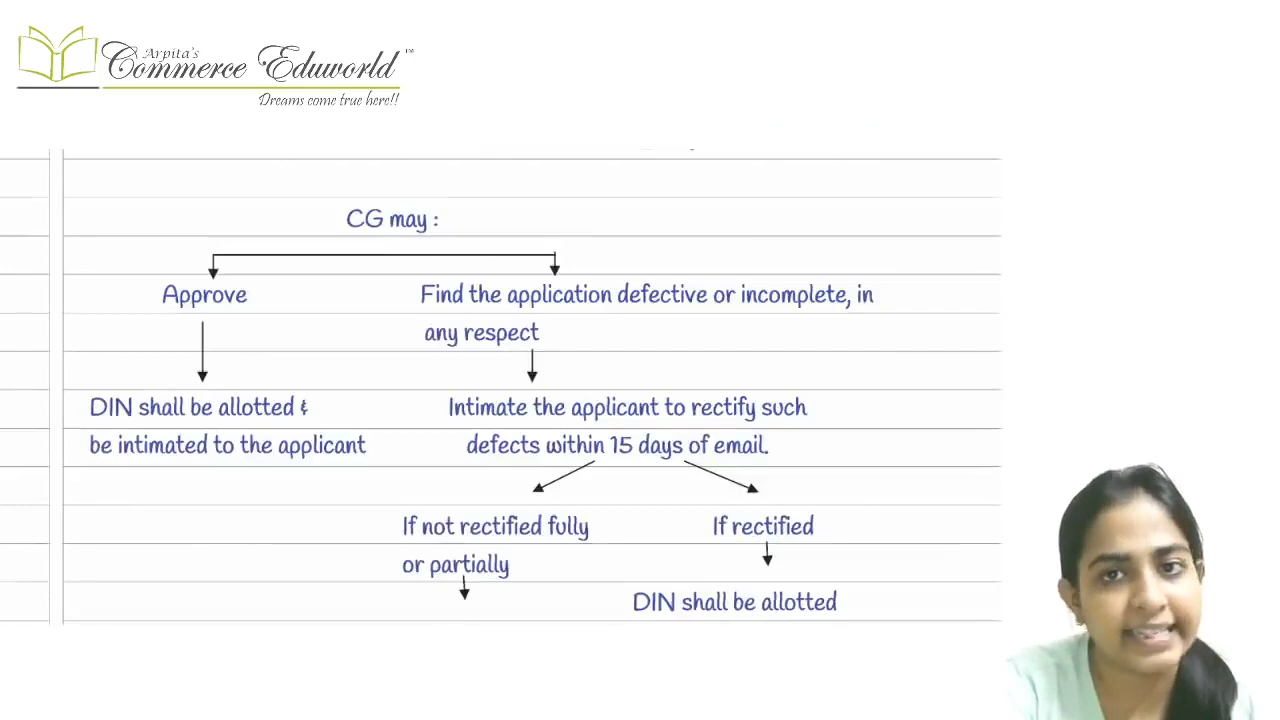 Arpita's
Commerce Eduworld™
Dreams come true here!!
CG may :
Approve
Find the application defective or incomplete, in
any respect
DIN shall be allotted &
be intimated to the applicant
Intimate the applicant to rectify such
defects within 15 days of email.
If not rectified fully
or partially
If rectified
DIN shall be allotted